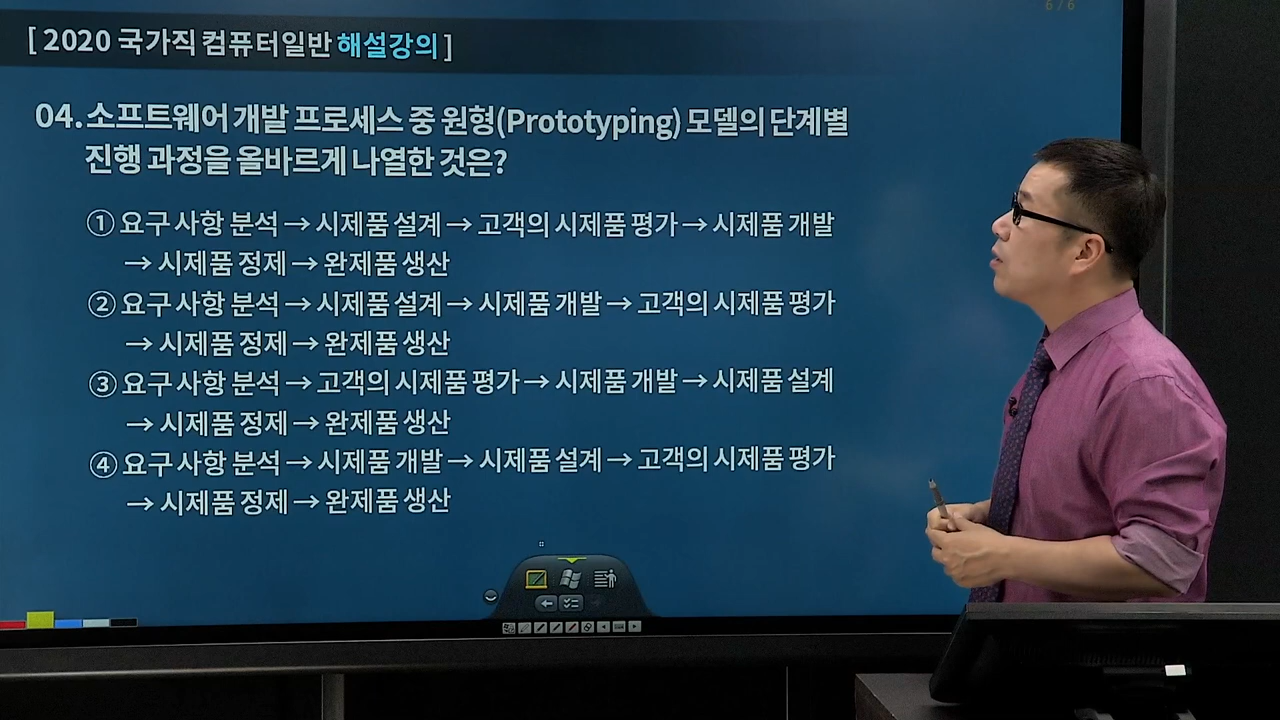 6/6
[ 2020 국가직 컴퓨터일반 해설강의 ]
04. 소프트웨어 개발 프로세스 중 원형(Prototyping) 모델의 단계별
진행 과정을 올바르게 나열한 것은?
① 요구 사항 분석 → 시제품 설계 → 고객의 시제품 평가 → 시제품 개발
→ 시제품 정제 → 완제품 생산
② 요구 사항 분석 → 시제품 설계 → 시제품 개발 → 고객의 시제품 평가
→ 시제품 정제 → 완제품 생산
③ 요구 사항 분석 → 고객의 시제품 평가 → 시제품 개발 → 시제품 설계
→ 시제품 정제 → 완제품 생산
④ 요구 사항 분석 → 시제품 개발 → 시제품 설계 → 고객의 시제품 평가
→ 시제품 정제 → 완제품 생산